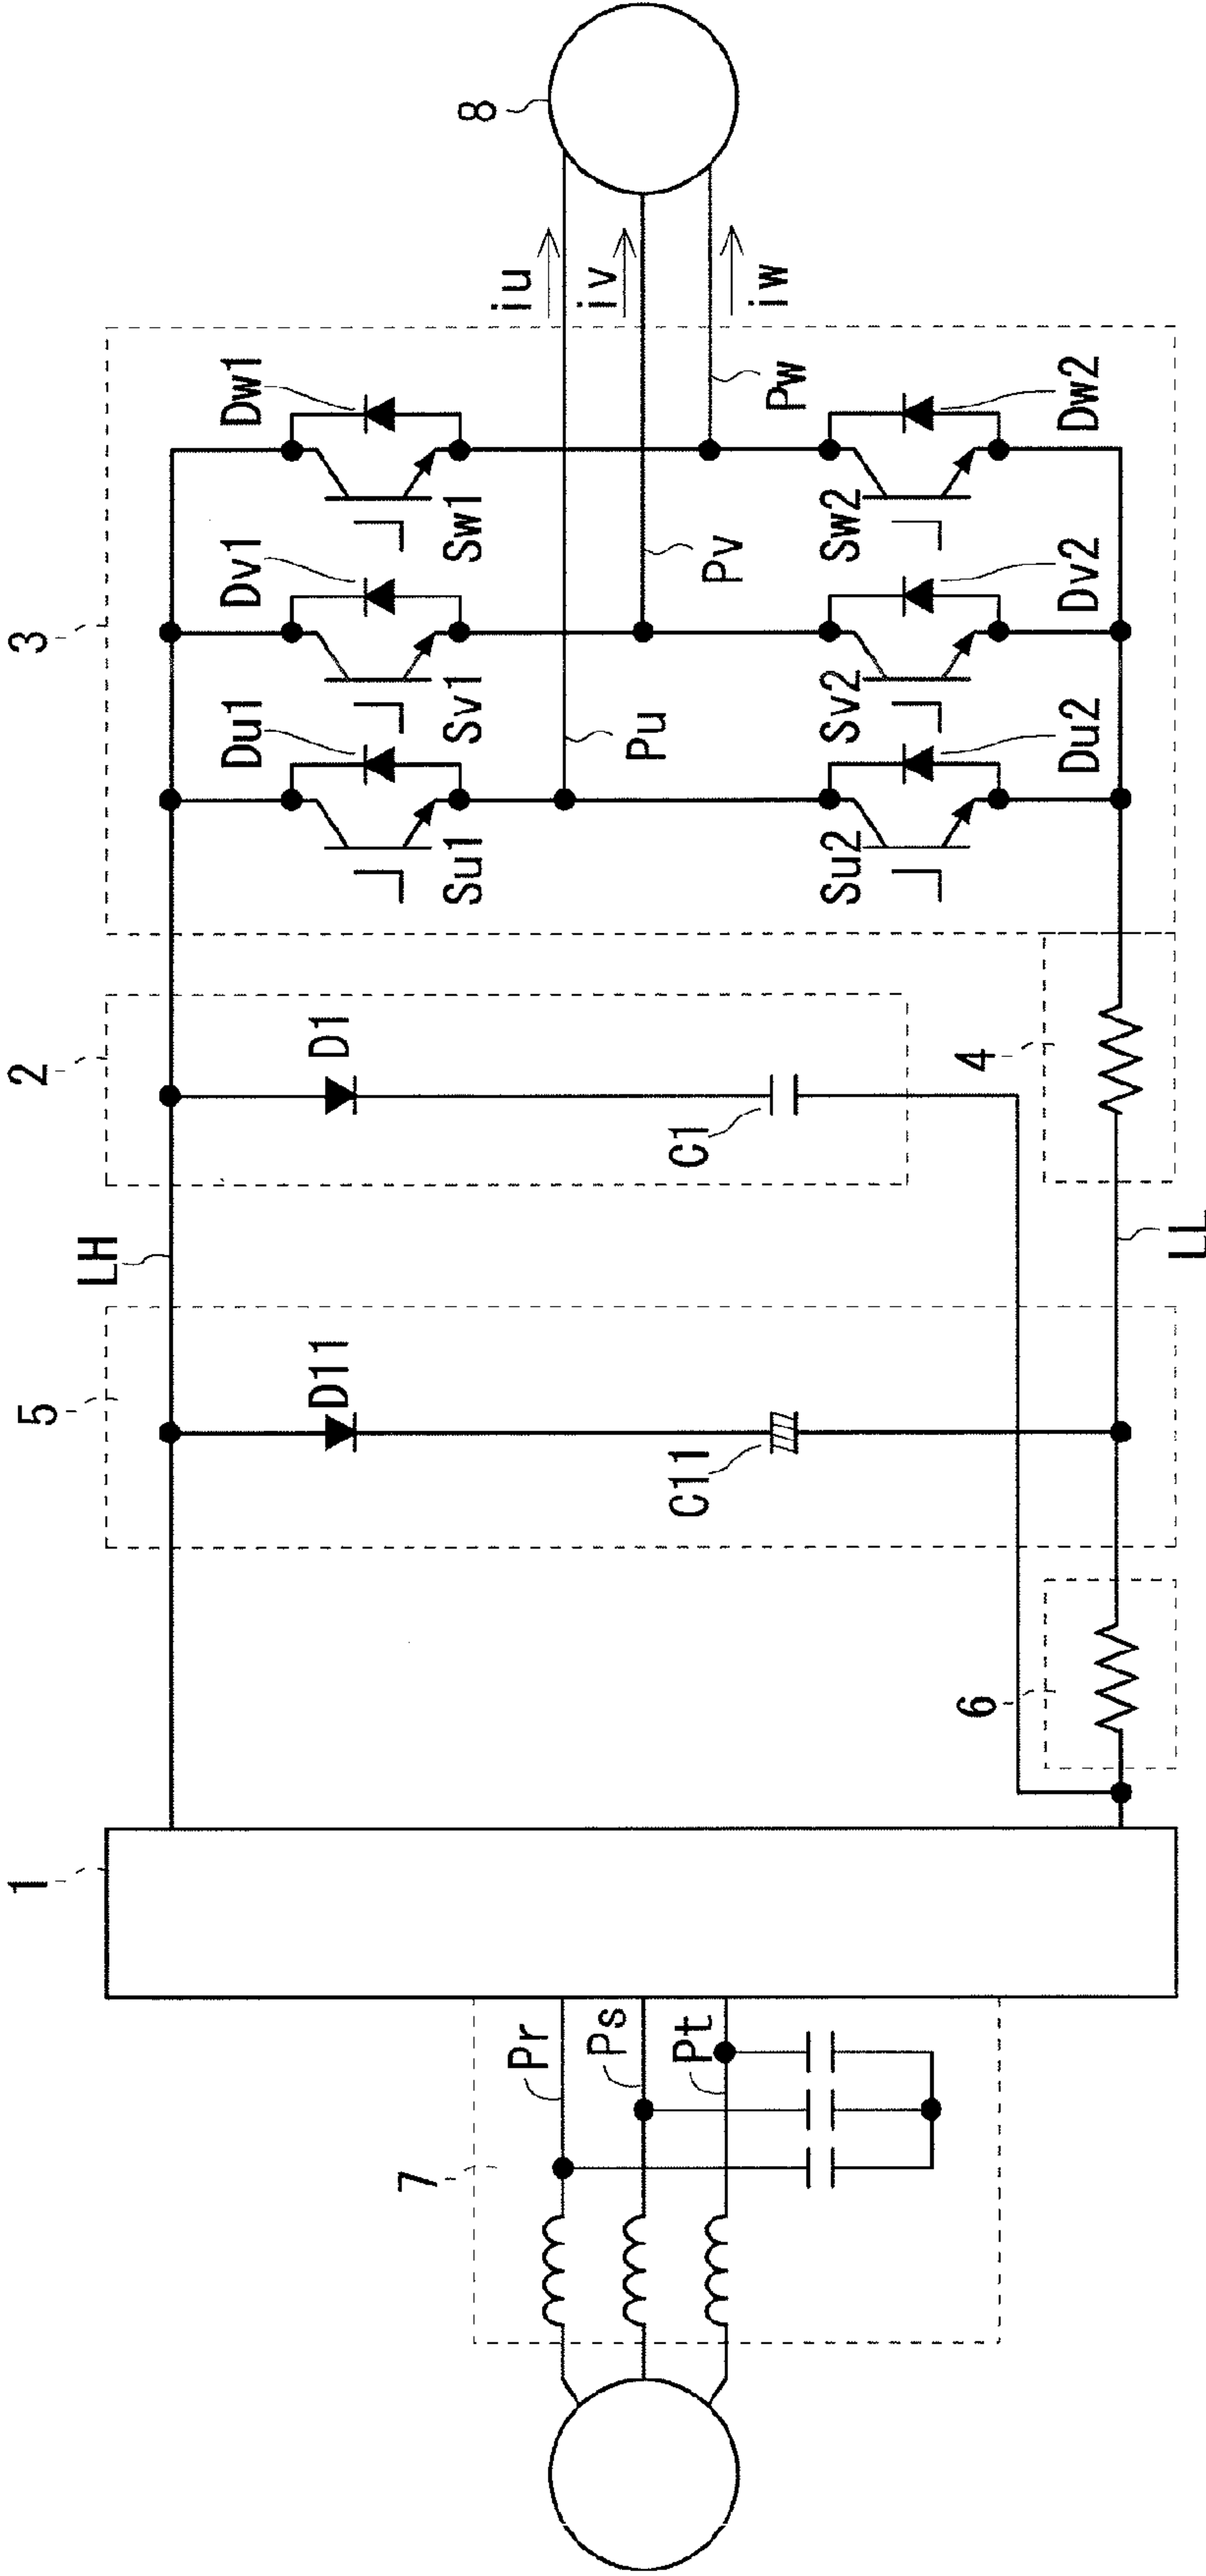 1
5
2
3
LH
D11
D1
Du1
Dv1
Dw1
8
iu
iv
iw
Su1
Sv1
Sw1
7
Pr
Ps
Pt
C11
C1
Pu
Pv
Pw
Su2
Sv2
Sw2
6
4
Du2
Dv2
Dw2
LL